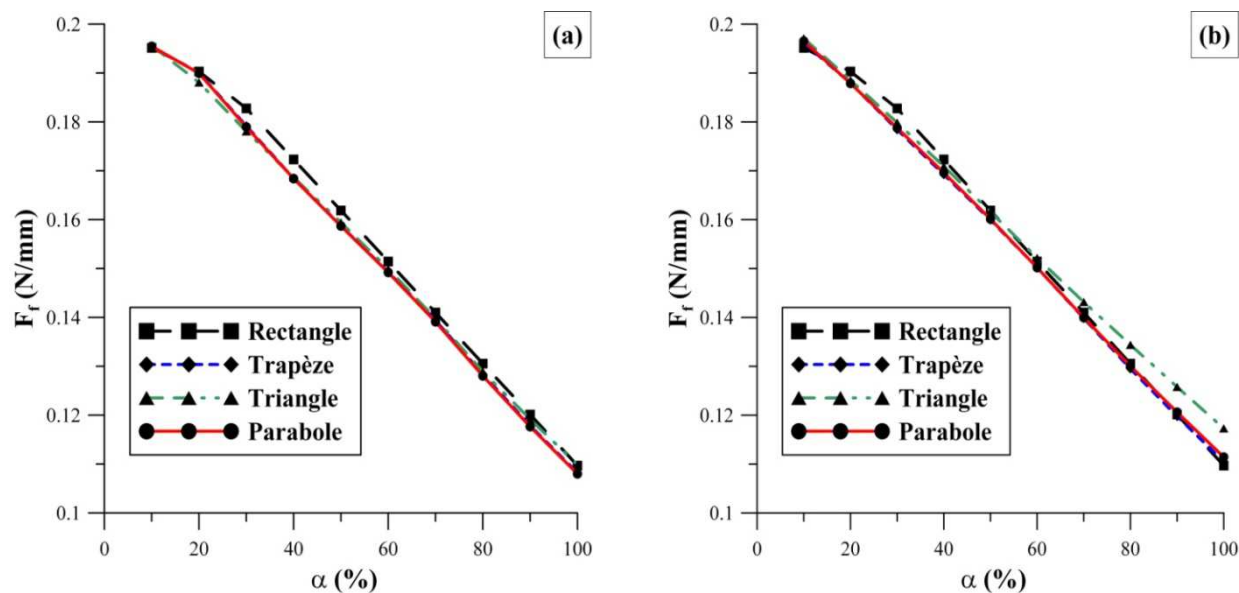 0.2
0.18
0.16
0.14
0.12
0.1
F_f (N/mm)
(a)
Rectangle
Trapèze
Triangle
Parabole
0 20 40 60 80 100
α (%)
0.2
0.18
0.16
0.14
0.12
0.1
F_f (N/mm)
(b)
Rectangle
Trapèze
Triangle
Parabole
0 20 40 60 80 100
α (%)